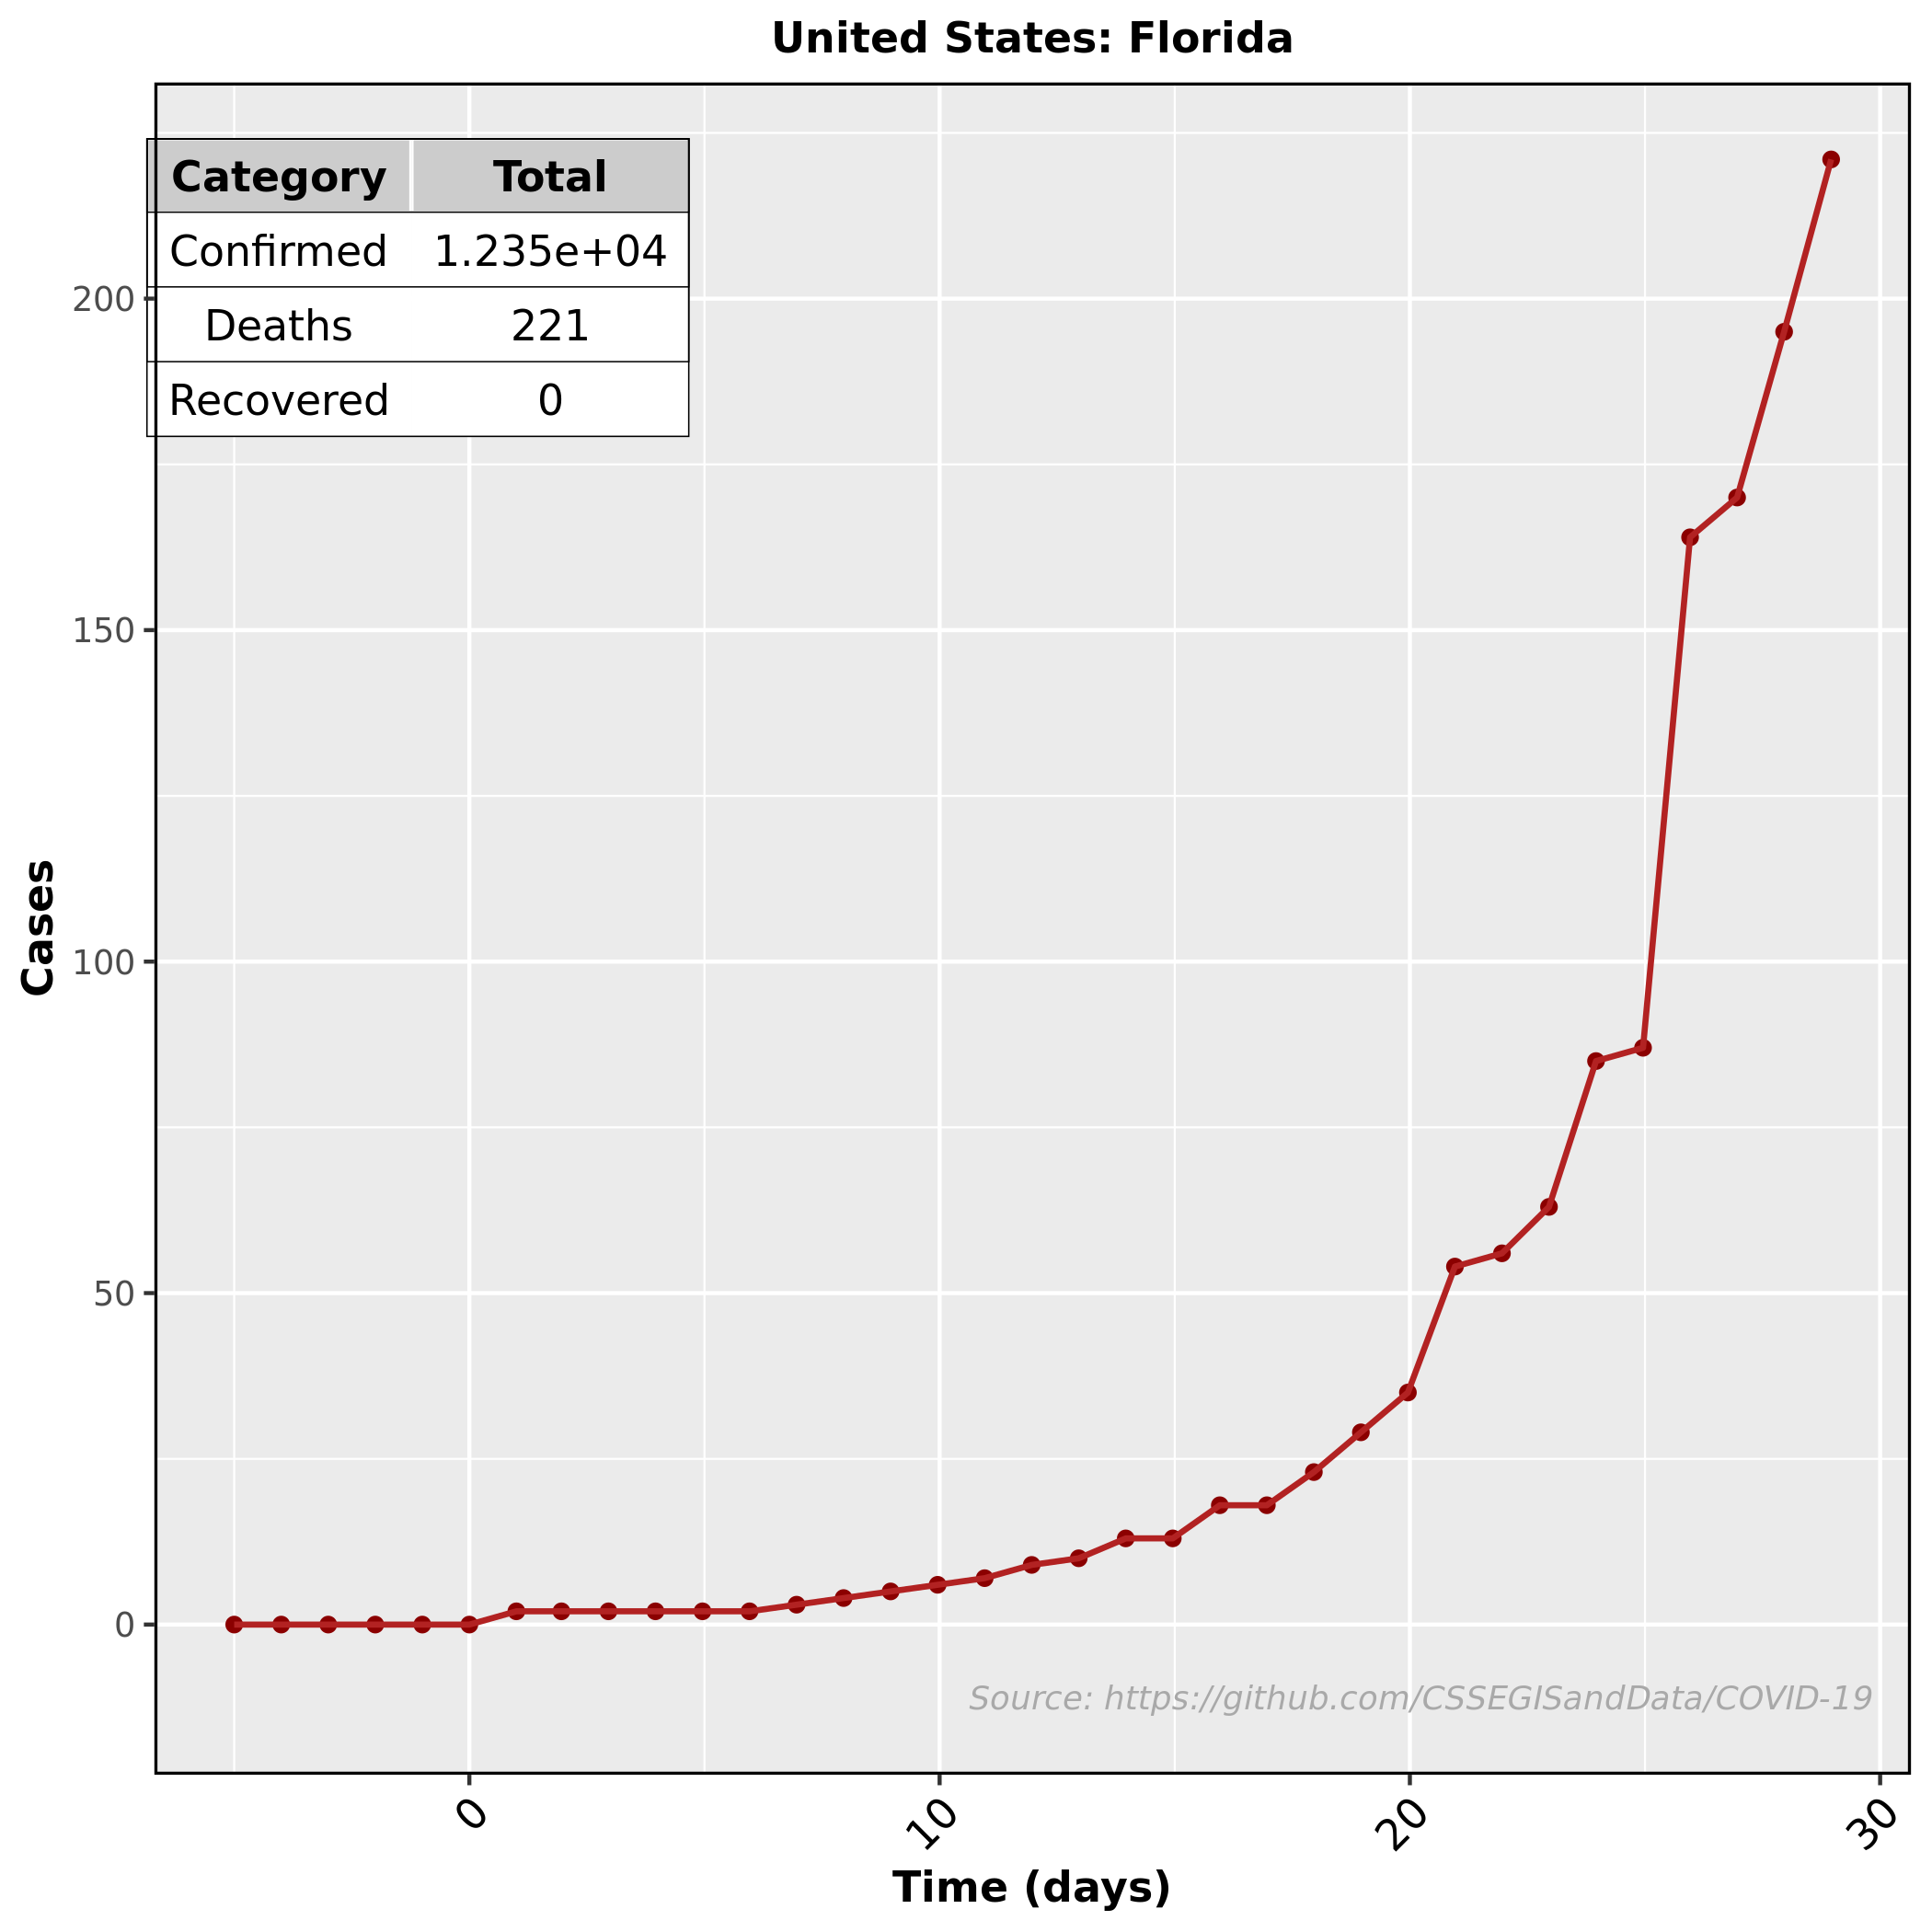 United States: Florida
Category Total
Confirmed 1.235e+04
Deaths 221
Recovered 0
200
150
100
50
0
Cases
Source: https://github.com/CSSEGISandData/COVID-19
0 10 20 30
Time (days)